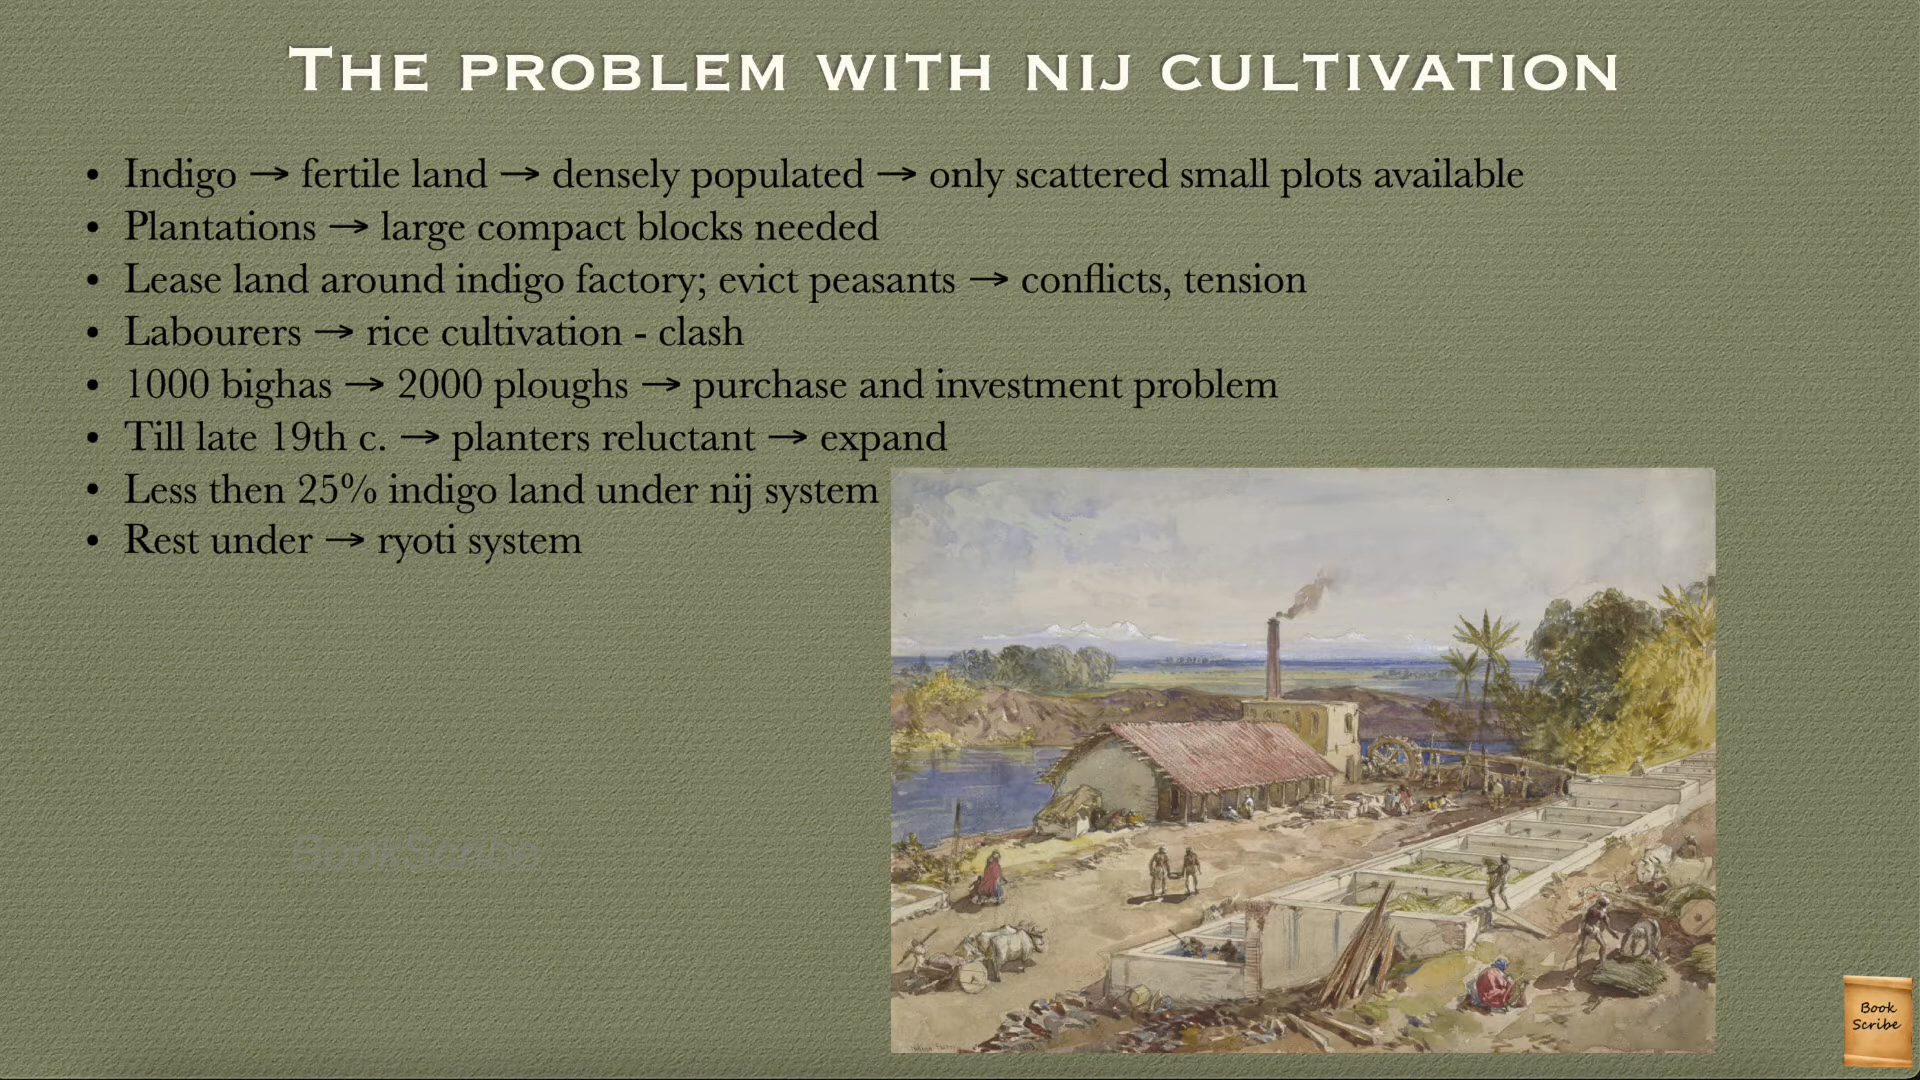 The problem with nij cultivation
• Indigo → fertile land → densely populated → only scattered small plots available
• Plantations → large compact blocks needed
• Lease land around indigo factory; evict peasants → conflicts, tension
• Labourers → rice cultivation - clash
• 1000 bighas → 2000 ploughs → purchase and investment problem
• Till late 19th c. → planters reluctant → expand
• Less then 25% indigo land under nij system
• Rest under → ryoti system
BookScribe
Book
Scribe